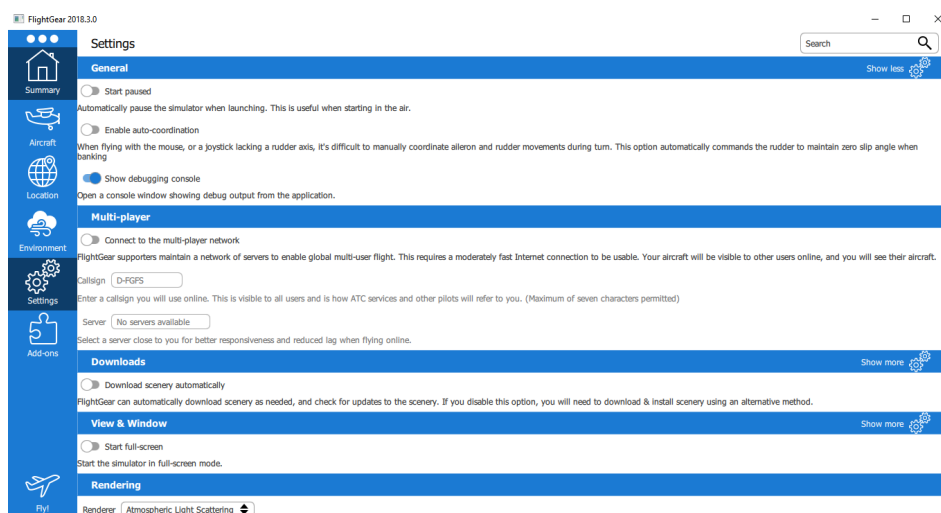 FlightGear 2018.3.0
Settings
Search
Summary
Aircraft
Location
Environment
Settings
Add-ons
Fly!
General
Show less
Start paused
Automatically pause the simulator when launching. This is useful when starting in the air.
Enable auto-coordination
When flying with the mouse, or a joystick lacking a rudder axis, it's difficult to manually coordinate aileron and rudder movements during turn. This option automatically commands the rudder to maintain zero slip angle when
banking
Show debugging console
Open a console window showing debug output from the application.
Multi-player
Connect to the multi-player network
FlightGear supporters maintain a network of servers to enable global multi-user flight. This requires a moderately fast Internet connection to be usable. Your aircraft will be visible to other users online, and you will see their aircraft.
Callsign D-FGFS
Enter a callsign you will use online. This is visible to all users and is how ATC services and other pilots will refer to you. (Maximum of seven characters permitted)
Server No servers available
Select a server close to you for better responsiveness and reduced lag when flying online.
Downloads
Show more
Download scenery automatically
FlightGear can automatically download scenery as needed, and check for updates to the scenery. If you disable this option, you will need to download & install scenery using an alternative method.
View & Window
Show more
Start full-screen
Start the simulator in full-screen mode.
Rendering
Renderer Atmospheric Light Scattering